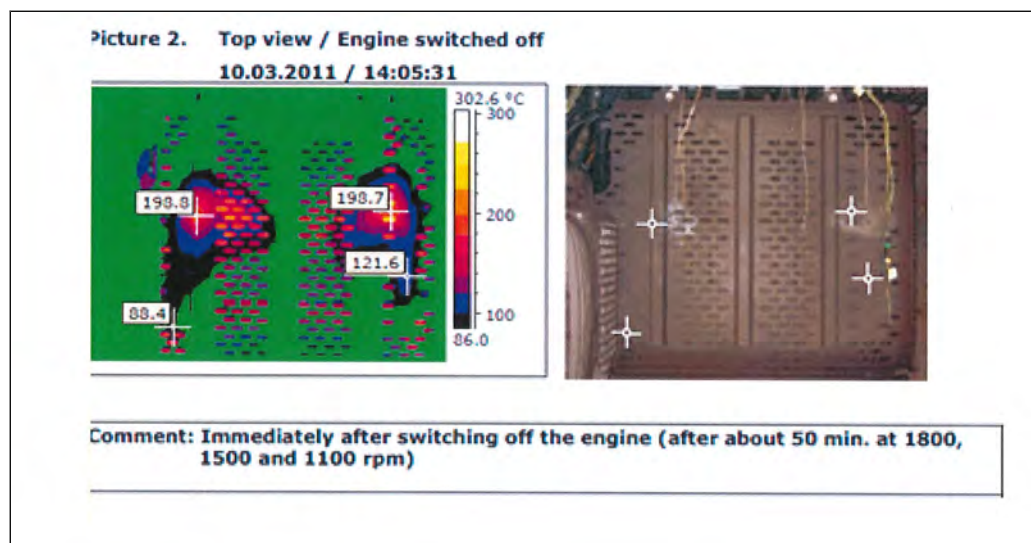 Picture 2. Top view / Engine switched off
10.03.2011 / 14:05:31
302.6 °C
300
198.8
198.7
200
121.6
88.4
100
86.0
Comment: Immediately after switching off the engine (after about 50 min. at 1800,
1500 and 1100 rpm)